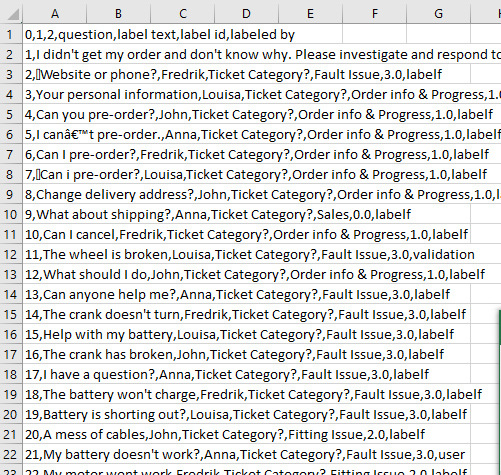 A B C D E F G
1 0,1,2,question,label text,label id,labeled by
2 1,I didn't get my order and don't know why. Please investigate and respond to
3 2,Website or phone?,Fredrik,Ticket Category?,Fault Issue,3.0,labelf
4 3,Your personal information,Louisa,Ticket Category?,Order info & Progress,1.0
5 4,Can you pre-order?,John,Ticket Category?,Order info & Progress,1.0,labelf
6 5,I canâ€™t pre-order.,Anna,Ticket Category?,Order info & Progress,1.0,labelf
7 6,Can I pre-order?,Fredrik,Ticket Category?,Order info & Progress,1.0,labelf
8 7,Can i pre-order?,Louisa,Ticket Category?,Order info & Progress,1.0,labelf
9 8,Change delivery address?,John,Ticket Category?,Order info & Progress,1.0,l
10 9,What about shipping?,Anna,Ticket Category?,Sales,0.0,labelf
11 10,Can I cancel,Fredrik,Ticket Category?,Order info & Progress,1.0,labelf
12 11,The wheel is broken,Louisa,Ticket Category?,Fault Issue,3.0,validation
13 12,What should I do,John,Ticket Category?,Order info & Progress,1.0,labelf
14 13,Can anyone help me?,Anna,Ticket Category?,Fault Issue,3.0,labelf
15 14,The crank doesn't turn,Fredrik,Ticket Category?,Fault Issue,3.0,labelf
16 15,Help with my battery,Louisa,Ticket Category?,Fault Issue,3.0,labelf
17 16,The crank has broken,John,Ticket Category?,Fault Issue,3.0,labelf
18 17,I have a question?,Anna,Ticket Category?,Fault Issue,3.0,labelf
19 18,The battery won't charge,Fredrik,Ticket Category?,Fault Issue,3.0,labelf
20 19,Battery is shorting out?,Louisa,Ticket Category?,Fault Issue,3.0,labelf
21 20,A mess of cables,John,Ticket Category?,Fitting Issue,2.0,labelf
22 21,My battery doesn't work?,Anna,Ticket Category?,Fault Issue,3.0,user
23 22,My motor wont work,Fredrik,Ticket Category?,Fitting Issue,2.0,labelf